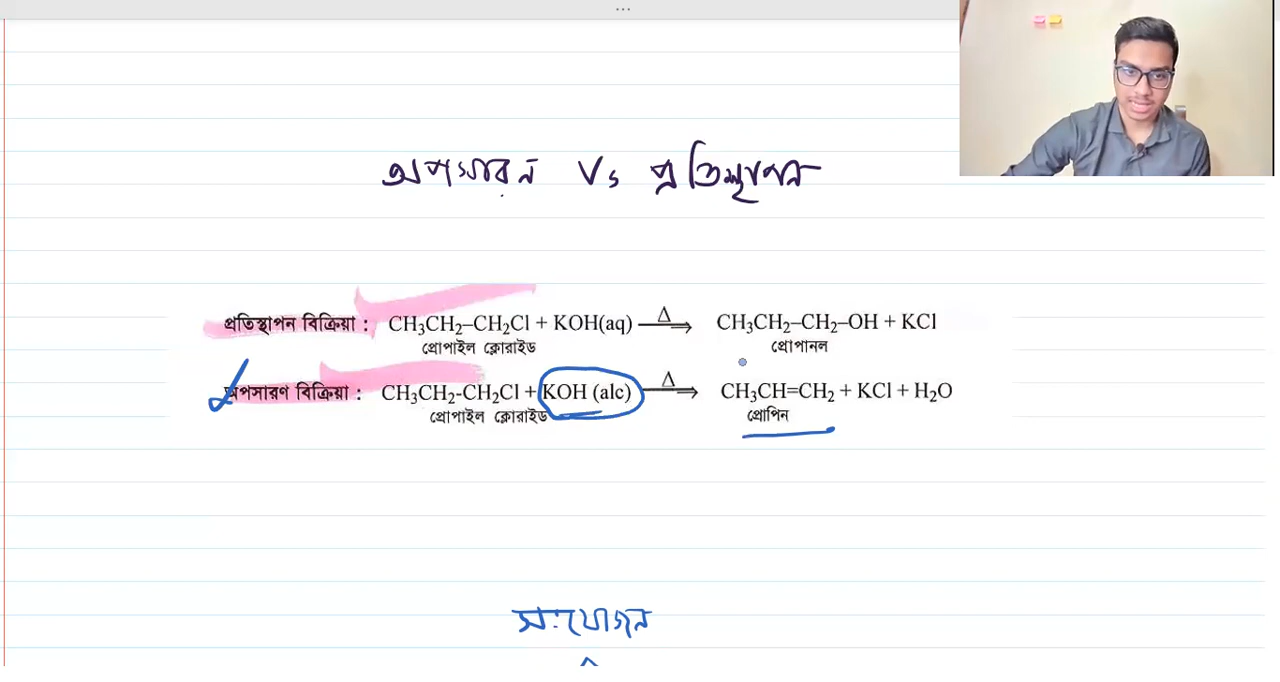 অপসারন Vs প্রতিস্থাপন
প্রতিস্থাপন বিক্রিয়া : CH₃CH₂–CH₂Cl + KOH(aq) —Δ→ CH₃CH₂–CH₂–OH + KCl
প্রোপাইল ক্লোরাইড প্রোপানল
অপসারণ বিক্রিয়া : CH₃CH₂-CH₂Cl + KOH (alc) —Δ→ CH₃CH=CH₂ + KCl + H₂O
প্রোপাইল ক্লোরাইড প্রোপিন
সংযোজন